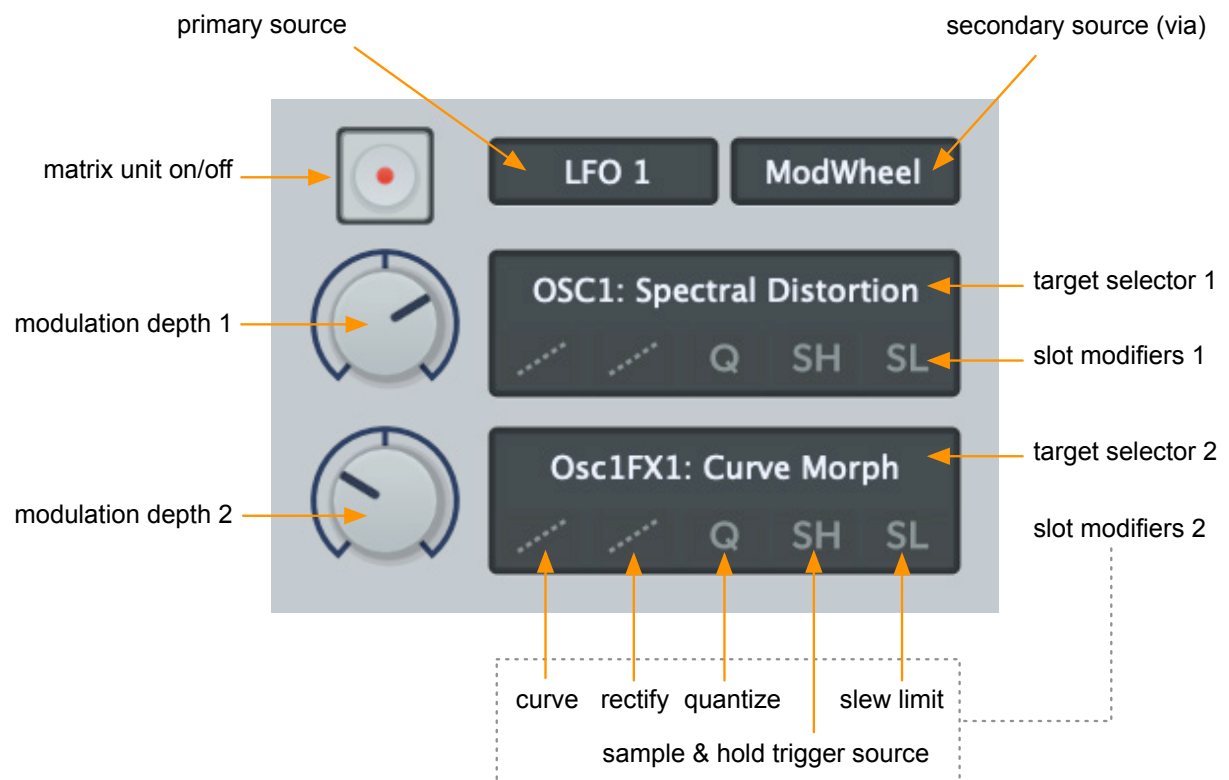 primary source
secondary source (via)
matrix unit on/off
LFO 1
ModWheel
OSC1: Spectral Distortion
target selector 1
modulation depth 1
Q SH SL
slot modifiers 1
Osc1FX1: Curve Morph
target selector 2
modulation depth 2
Q SH SL
slot modifiers 2
curve rectify quantize slew limit
sample & hold trigger source